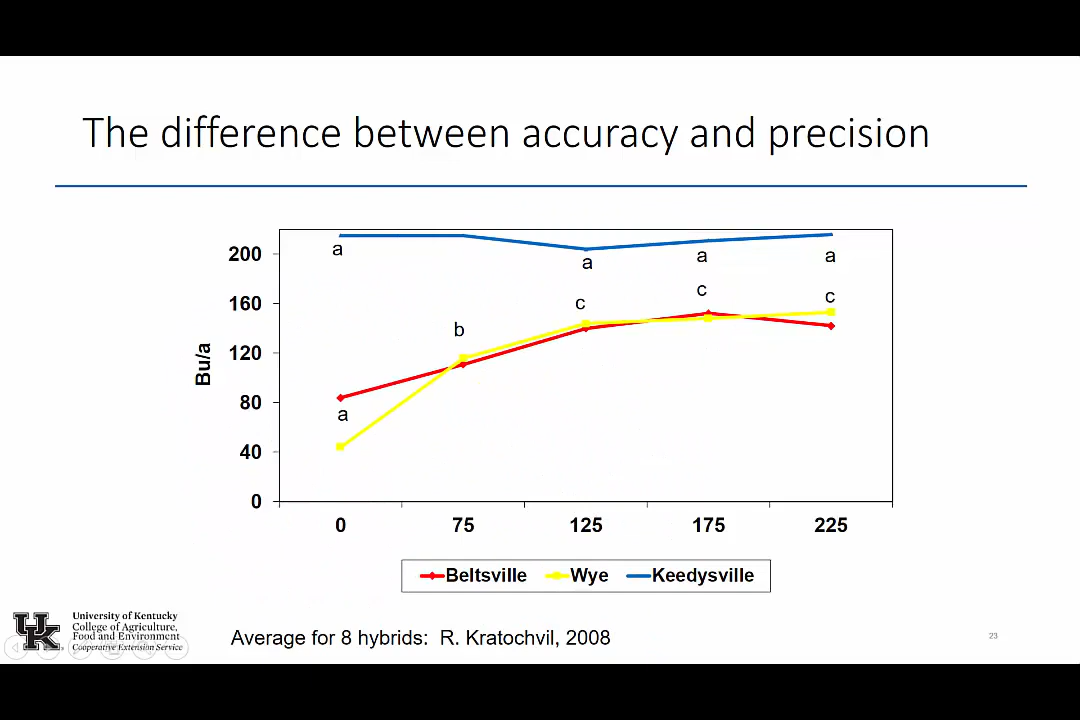 The difference between accuracy and precision
200
160
120
80
40
0
Bu/a
a
a
a
a
b
c
c
c
a
0 75 125 175 225
Beltsville Wye Keedysville
UK
University of Kentucky
College of Agriculture,
Food and Environment
Cooperative Extension Service
Average for 8 hybrids: R. Kratochvil, 2008
23